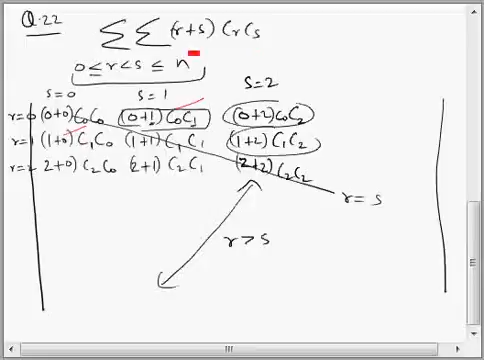 Q.22
ΣΣ (r+s) CrCs
0≤r<s≤n
s=0 s=1 s=2
r=0 (0+0)C₀C₀ (0+1)C₀C₁ (0+2)C₀C₂
r=1 (1+0)C₁C₀ (1+1)C₁C₁ (1+2)C₁C₂
r=2 2+0)C₂C₀ (2+1)C₂C₁ (2+2)C₂C₂
r=s
r>s